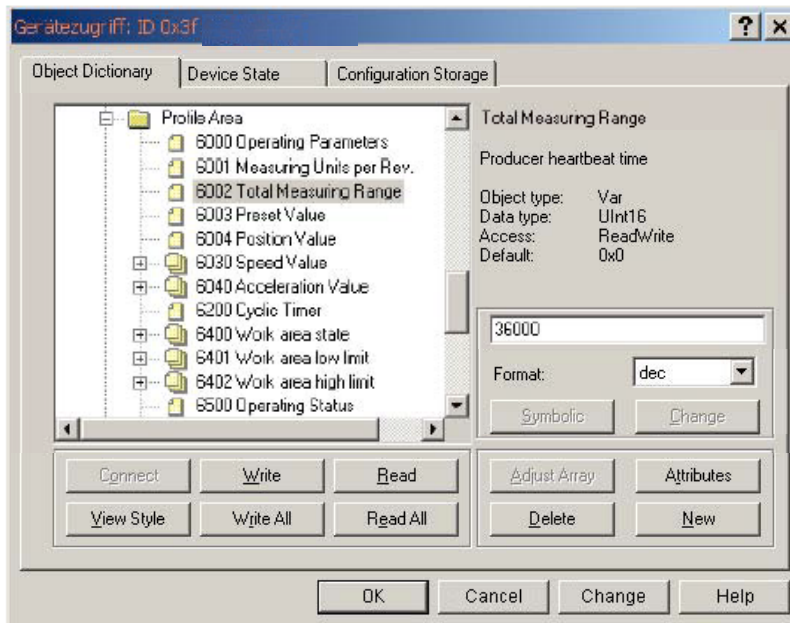 Gerätezugriff: ID 0x3f
Object Dictionary
Device State
Configuration Storage
Profile Area
6000 Operating Parameters
6001 Measuring Units per Rev.
6002 Total Measuring Range
6003 Preset Value
6004 Position Value
6030 Speed Value
6040 Acceleration Value
6200 Cyclic Timer
6400 Work area state
6401 Work area low limit
6402 Work area high limit
6500 Operating Status
Total Measuring Range
Producer heartbeat time
Object type: Var
Data type: UInt16
Access: ReadWrite
Default: 0x0
36000
Format: dec
Symbolic Change
Connect Write Read
View Style Write All Read All
Adjust Array Attributes
Delete New
OK Cancel Change Help